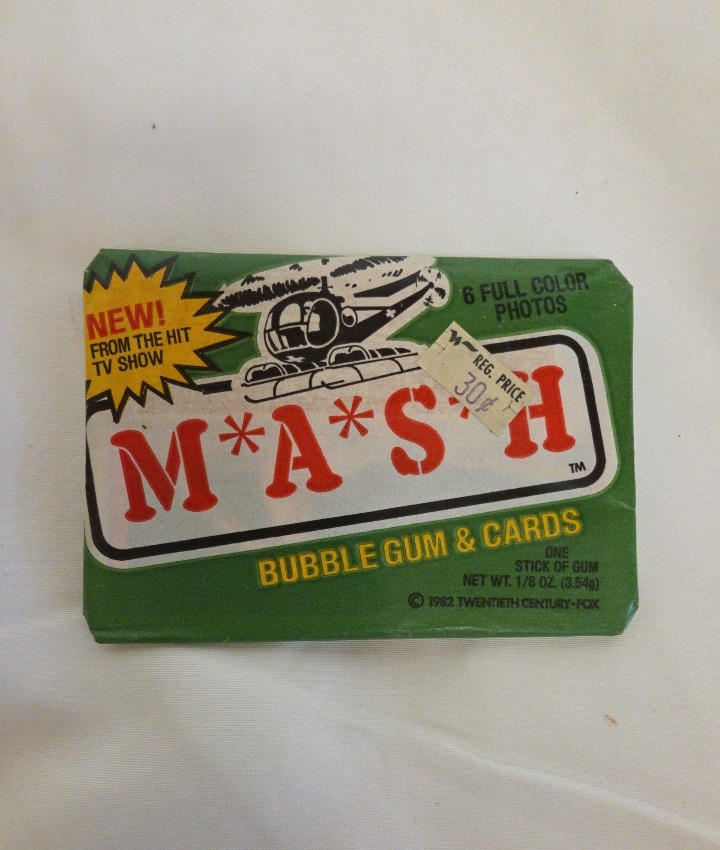 NEW!
FROM THE HIT
TV SHOW
6 FULL COLOR
PHOTOS
REG. PRICE
30¢
M*A*S*H
TM
BUBBLE GUM & CARDS
ONE
STICK OF GUM
NET WT. 1/8 OZ. (3.54g)
© 1982 TWENTIETH CENTURY-FOX